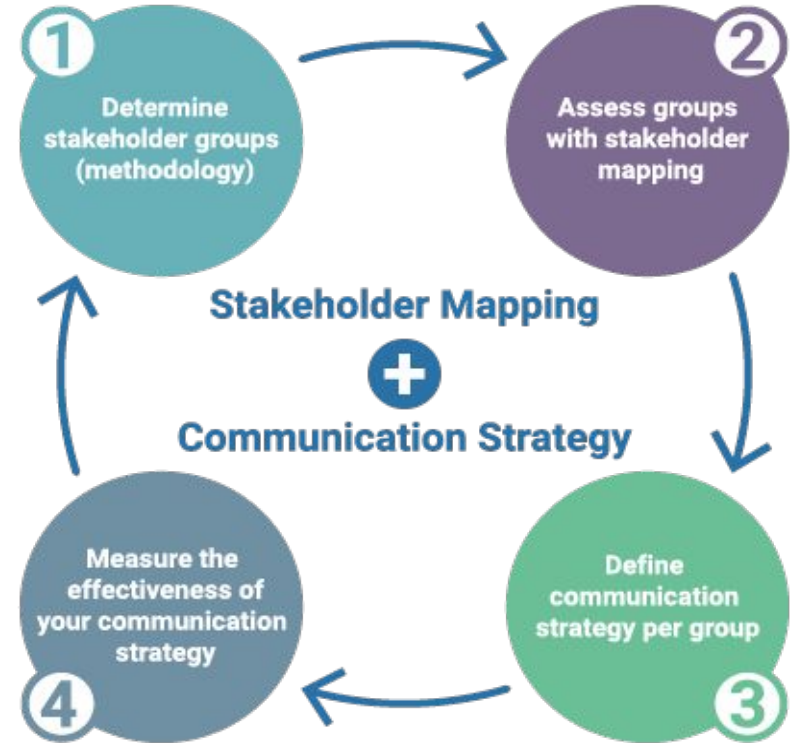 1
Determine
stakeholder groups
(methodology)
2
Assess groups
with stakeholder
mapping
Stakeholder Mapping
+
Communication Strategy
3
Define
communication
strategy per group
4
Measure the
effectiveness of
your communication
strategy